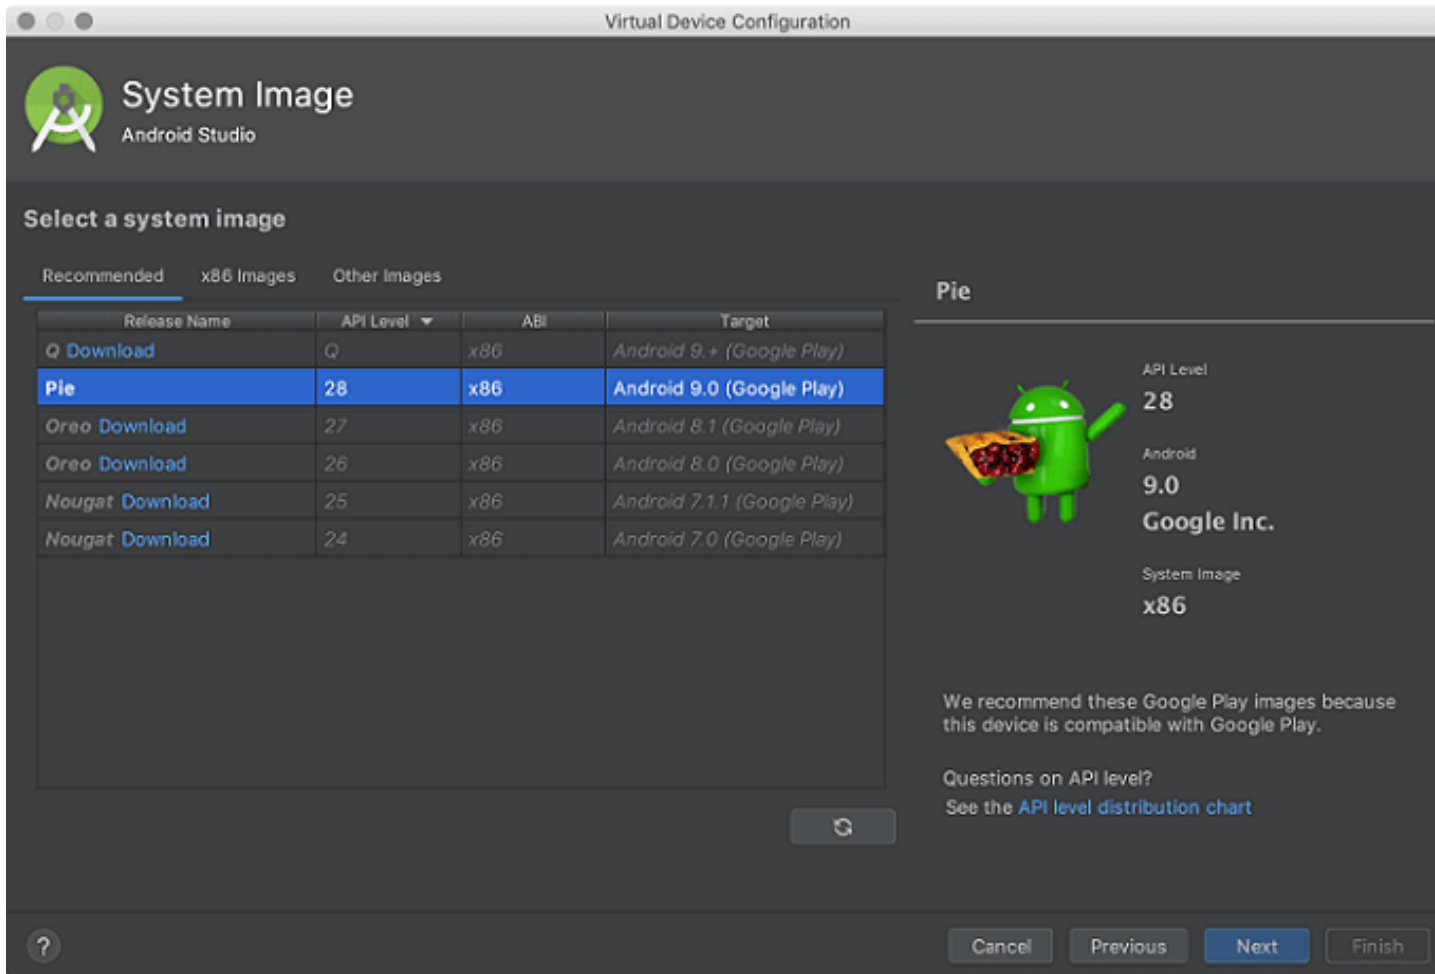 Virtual Device Configuration
System Image
Android Studio
Select a system image
Recommended x86 Images Other Images
Release Name API Level ABI Target
Q Download Q x86 Android 9.+ (Google Play)
Pie 28 x86 Android 9.0 (Google Play)
Oreo Download 27 x86 Android 8.1 (Google Play)
Oreo Download 26 x86 Android 8.0 (Google Play)
Nougat Download 25 x86 Android 7.1.1 (Google Play)
Nougat Download 24 x86 Android 7.0 (Google Play)
Pie
API Level
28
Android
9.0
Google Inc.
System Image
x86
We recommend these Google Play images because
this device is compatible with Google Play.
Questions on API level?
See the API level distribution chart
? Cancel Previous Next Finish